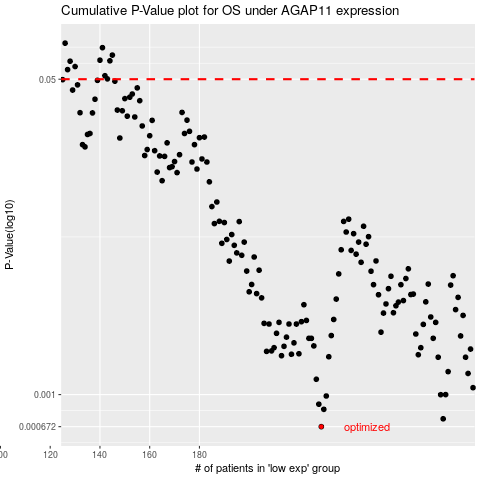 Cumulative P-Value plot for OS under AGAP11 expression
P-Value(log10)
0.05
0.001
0.000672
optimized
00 120 140 160 180
# of patients in 'low exp' group